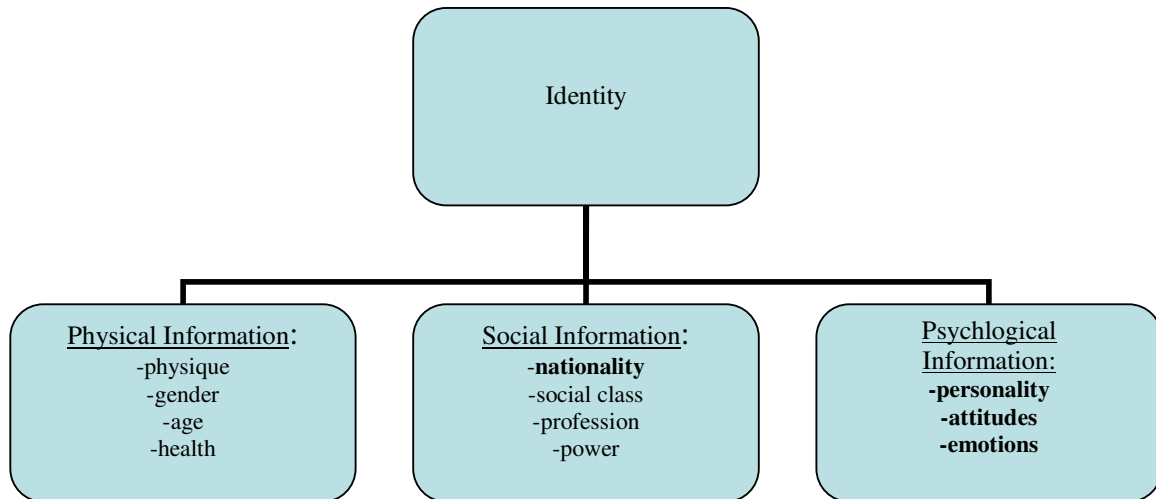 Identity
Physical Information:
-physique
-gender
-age
-health
Social Information:
-nationality
-social class
-profession
-power
Psychlogical
Information:
-personality
-attitudes
-emotions